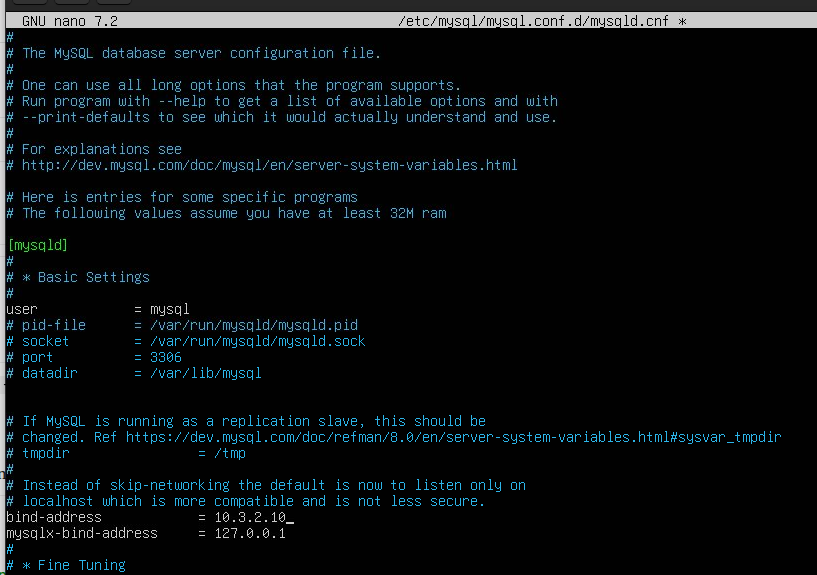 GNU nano 7.2 /etc/mysql/mysql.conf.d/mysqld.cnf *
#
# The MySQL database server configuration file.
#
# One can use all long options that the program supports.
# Run program with --help to get a list of available options and with
# --print-defaults to see which it would actually understand and use.
#
# For explanations see
# http://dev.mysql.com/doc/mysql/en/server-system-variables.html

# Here is entries for some specific programs
# The following values assume you have at least 32M ram

[mysqld]
#
# * Basic Settings
#
user            = mysql
# pid-file      = /var/run/mysqld/mysqld.pid
# socket        = /var/run/mysqld/mysqld.sock
# port          = 3306
# datadir       = /var/lib/mysql


# If MySQL is running as a replication slave, this should be
# changed. Ref https://dev.mysql.com/doc/refman/8.0/en/server-system-variables.html#sysvar_tmpdir
# tmpdir                = /tmp
#
# Instead of skip-networking the default is now to listen only on
# localhost which is more compatible and is not less secure.
bind-address            = 10.3.2.10
mysqlx-bind-address     = 127.0.0.1
#
# * Fine Tuning